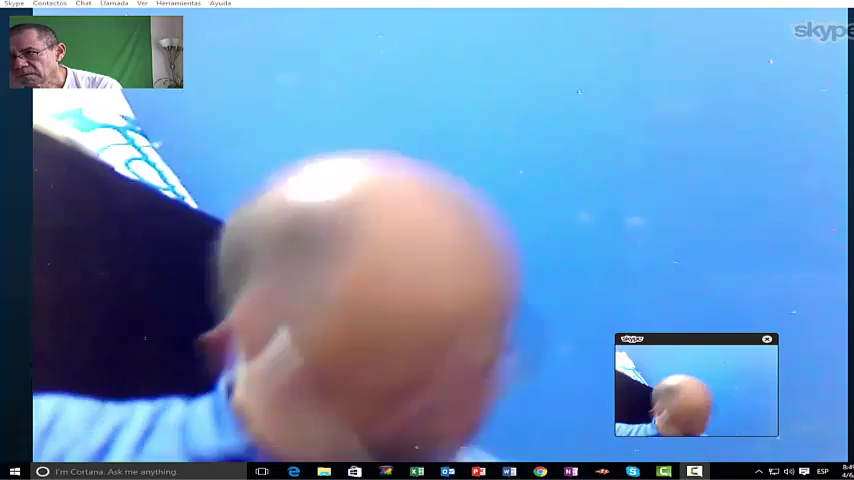 Skype Contactos Chat Llamada Ver Herramientas Ayuda
skype
skype
I'm Cortana. Ask me anything.
ESP